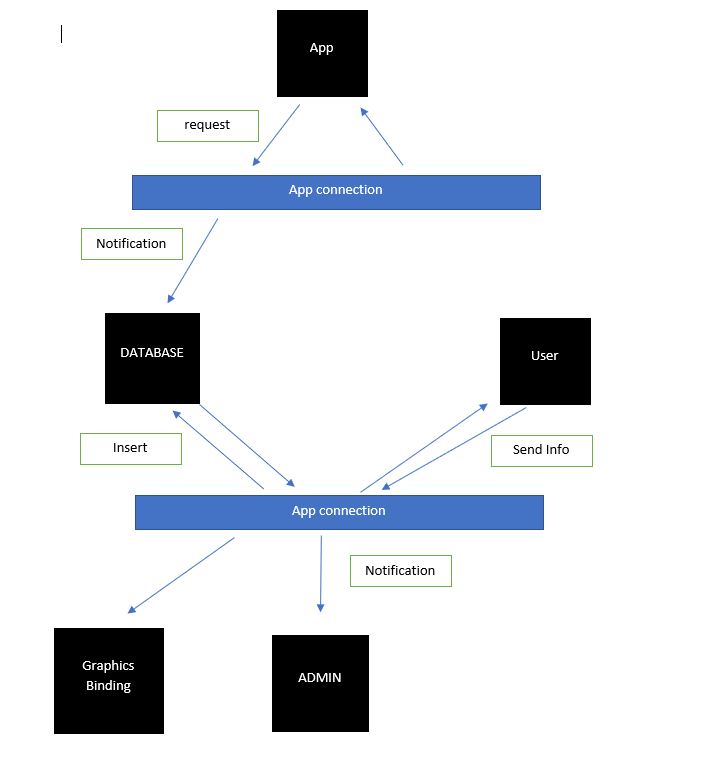 App
request
App connection
Notification
DATABASE
User
Insert
Send Info
App connection
Notification
Graphics
Binding
ADMIN